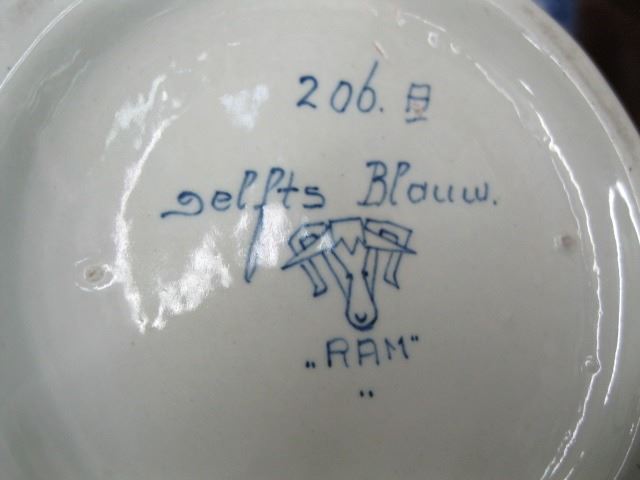 206.
Delfts Blauw.
„RAM"